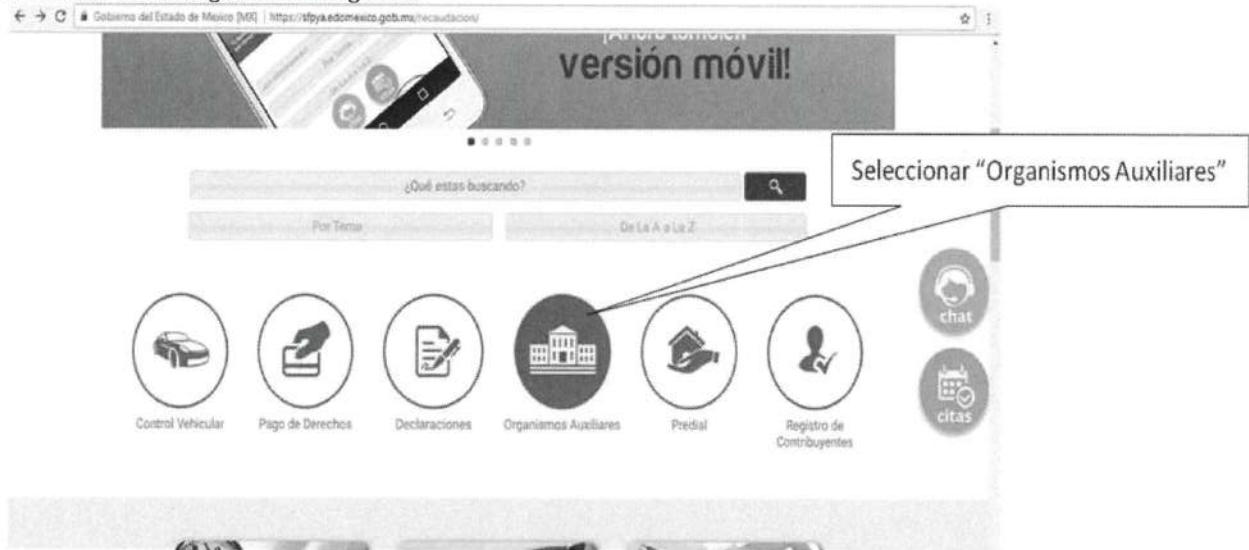 Gobierno del Estado de Mexico [MX] | https://sfpya.edomexico.gob.mx/recaudacion/
¡Ahora también
versión móvil!
¿Qué estas buscando?
Por Tema
De La A a La Z
Seleccionar “Organismos Auxiliares”
chat
citas
Control Vehicular
Pago de Derechos
Declaraciones
Organismos Auxiliares
Predial
Registro de
Contribuyentes